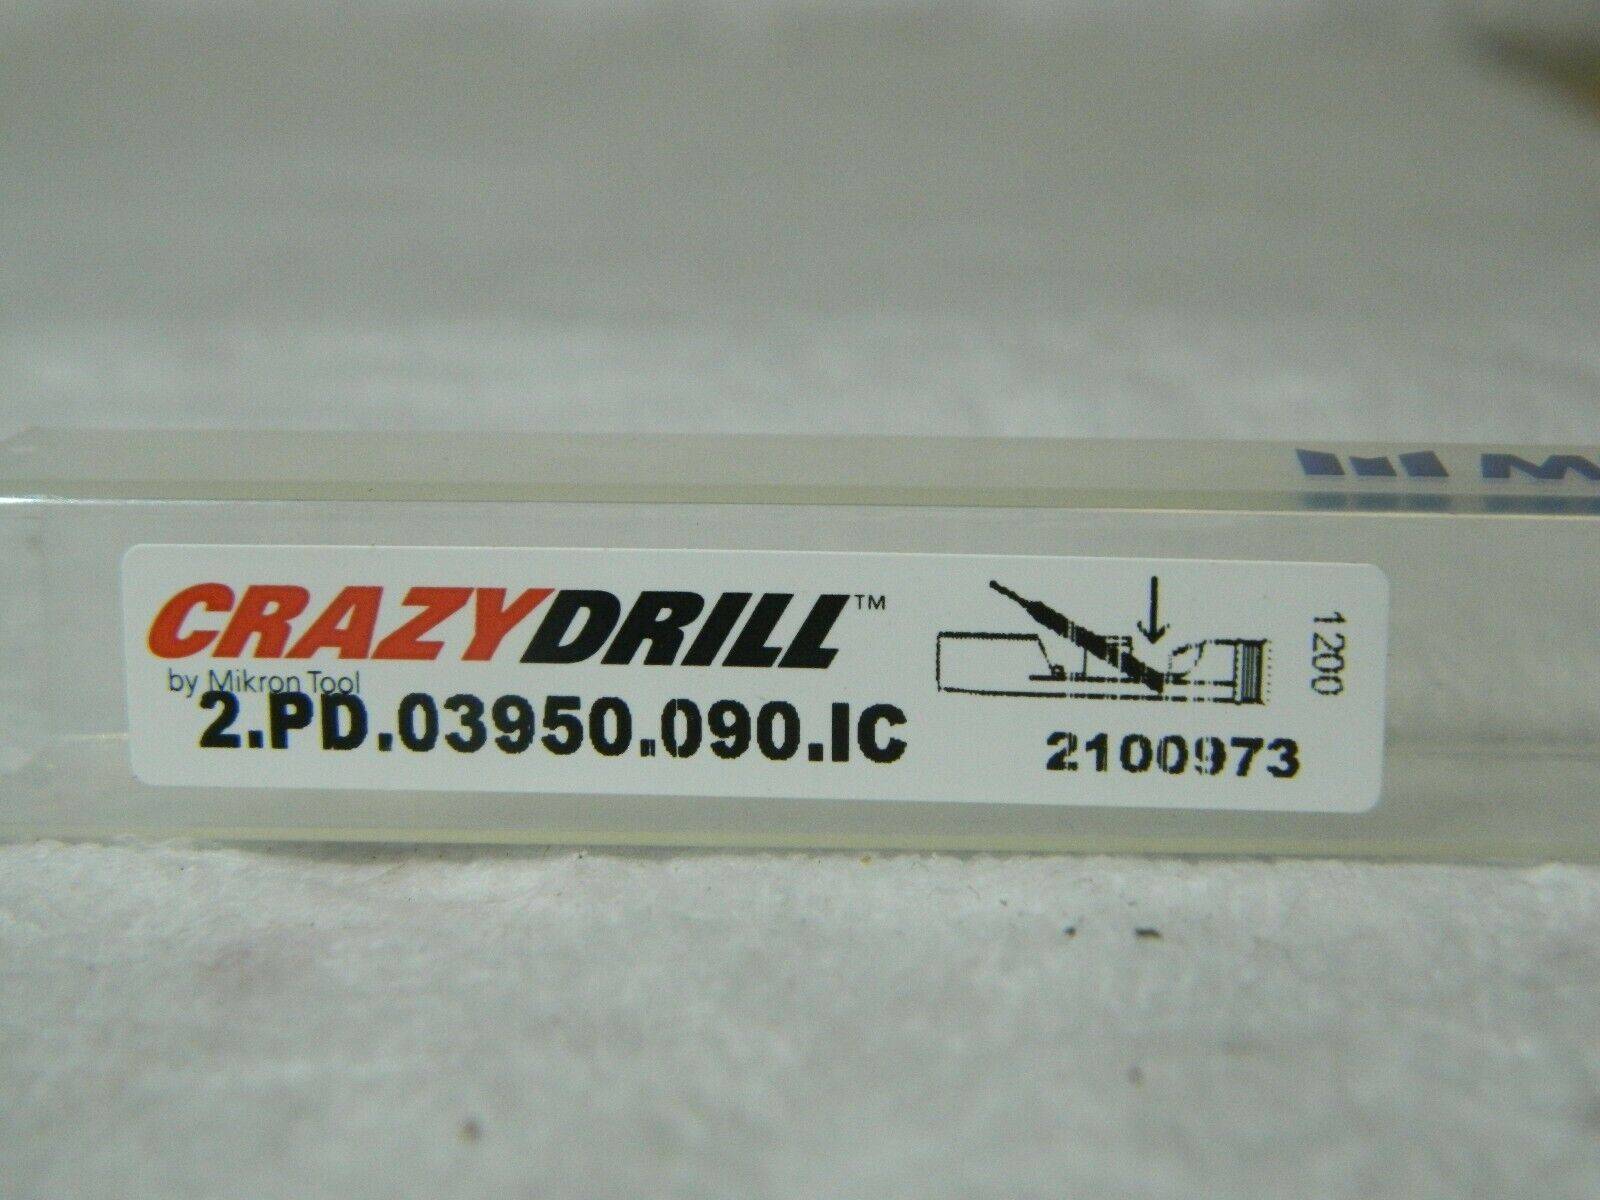 CRAZYDRILL™
by Mikron Tool
2.PD.03950.090.IC
2100973
1200